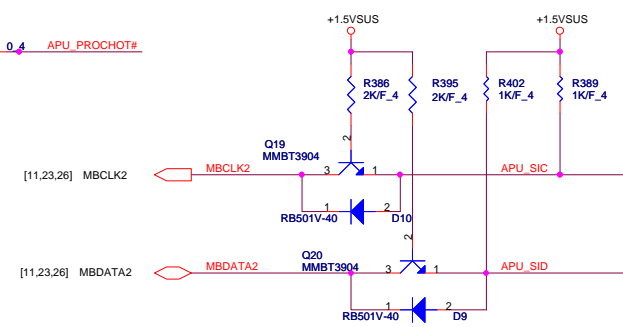 +1.5VSUS +1.5VSUS
0_4 APU_PROCHOT#
R386 R395 R402 R389
2K/F_4 2K/F_4 1K/F_4 1K/F_4
Q19 2
MMBT3904
[11,23,26] MBCLK2 MBCLK2 3 1 APU_SIC
1 2
RB501V-40 D10
2
Q20
MMBT3904
[11,23,26] MBDATA2 MBDATA2 3 1 APU_SID
1 2
RB501V-40 D9